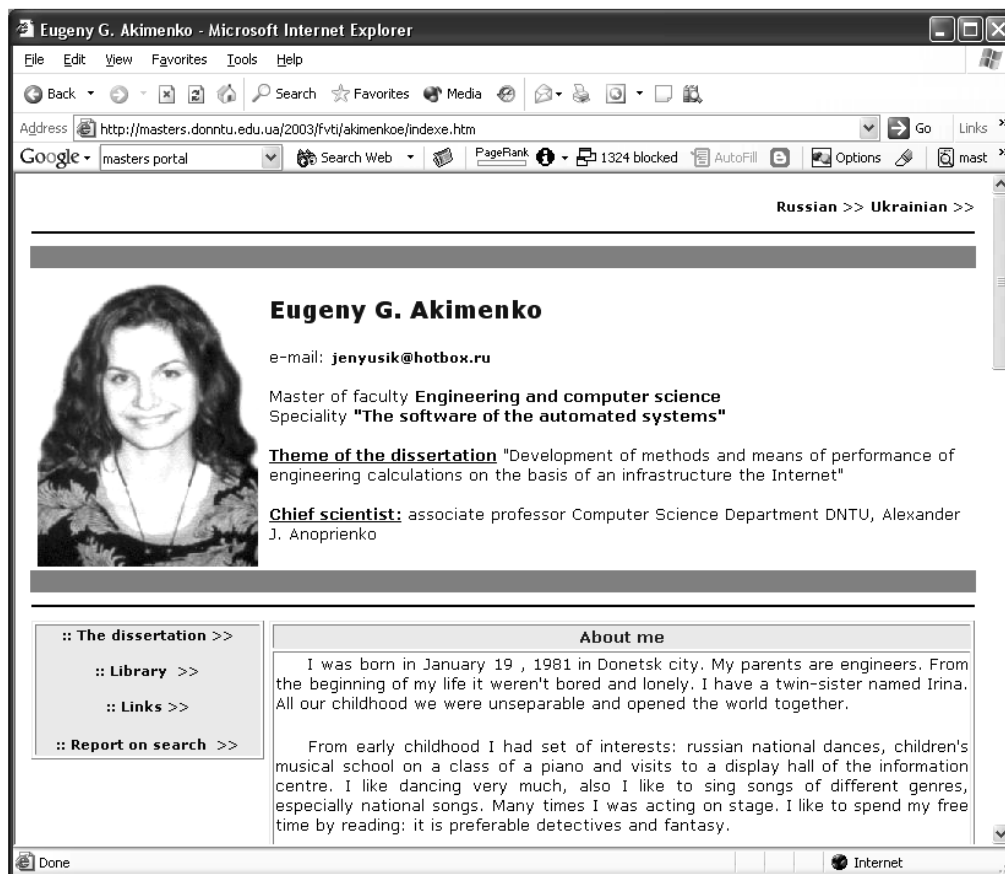 Eugeny G. Akimenko - Microsoft Internet Explorer
File Edit View Favorites Tools Help
Back Search Favorites Media
Address http://masters.donntu.edu.ua/2003/fvti/akimenkoe/indexe.htm Go Links »
Google masters portal Search Web PageRank 1324 blocked AutoFill Options mast »
Russian >> Ukrainian >>
Eugeny G. Akimenko
e-mail: jenyusik@hotbox.ru
Master of faculty Engineering and computer science
Speciality "The software of the automated systems"
Theme of the dissertation "Development of methods and means of performance of
engineering calculations on the basis of an infrastructure the Internet"
Chief scientist: associate professor Computer Science Department DNTU, Alexander
J. Anoprienko
:: The dissertation >>
:: Library >>
:: Links >>
:: Report on search >>
About me
I was born in January 19 , 1981 in Donetsk city. My parents are engineers. From
the beginning of my life it weren't bored and lonely. I have a twin-sister named Irina.
All our childhood we were unseparable and opened the world together.
From early childhood I had set of interests: russian national dances, children's
musical school on a class of a piano and visits to a display hall of the information
centre. I like dancing very much, also I like to sing songs of different genres,
especially national songs. Many times I was acting on stage. I like to spend my free
time by reading: it is preferable detectives and fantasy.
Done Internet